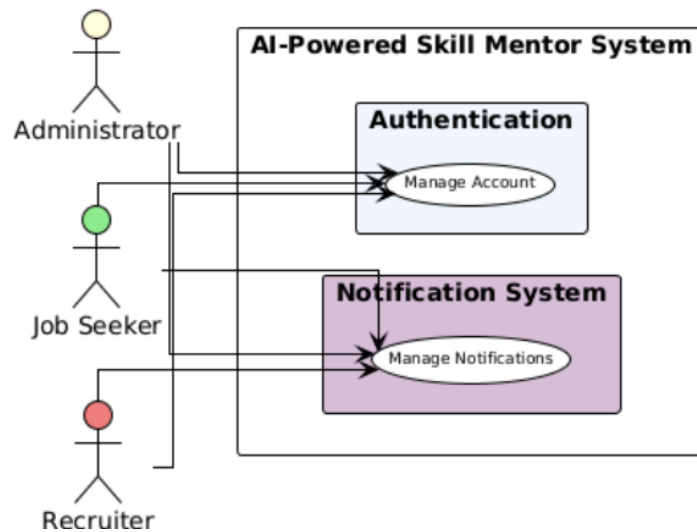 AI-Powered Skill Mentor System
Administrator
Authentication
Manage Account
Job Seeker
Notification System
Manage Notifications
Recruiter